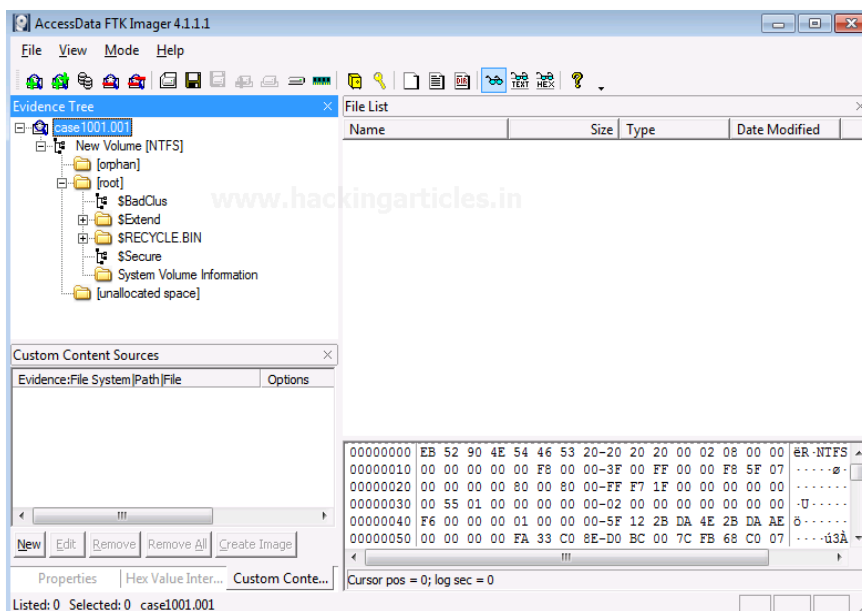 AccessData FTK Imager 4.1.1.1
File View Mode Help
Evidence Tree
case1001.001
New Volume [NTFS]
[orphan]
[root]
$BadClus
$Extend
$RECYCLE.BIN
$Secure
System Volume Information
[unallocated space]
File List
Name Size Type Date Modified
www.hackingarticles.in
Custom Content Sources
Evidence:File System|Path|File Options
New Edit Remove Remove All Create Image
Properties Hex Value Inter... Custom Conte...
00000000 EB 52 90 4E 54 46 53 20-20 20 20 00 02 08 00 00 ëR·NTFS
00000010 00 00 00 00 00 F8 00 00-3F 00 FF 00 00 F8 5F 07 ·····ø·
00000020 00 00 00 00 80 00 80 00-FF F7 1F 00 00 00 00 00 ·······
00000030 00 55 01 00 00 00 00 00-02 00 00 00 00 00 00 00 ·U·····
00000040 F6 00 00 00 01 00 00 00-5F 12 2B DA 4E 2B DA AE ö······
00000050 00 00 00 00 FA 33 C0 8E-D0 BC 00 7C FB 68 C0 07 ····ú3À
Cursor pos = 0; log sec = 0
Listed: 0 Selected: 0 case1001.001